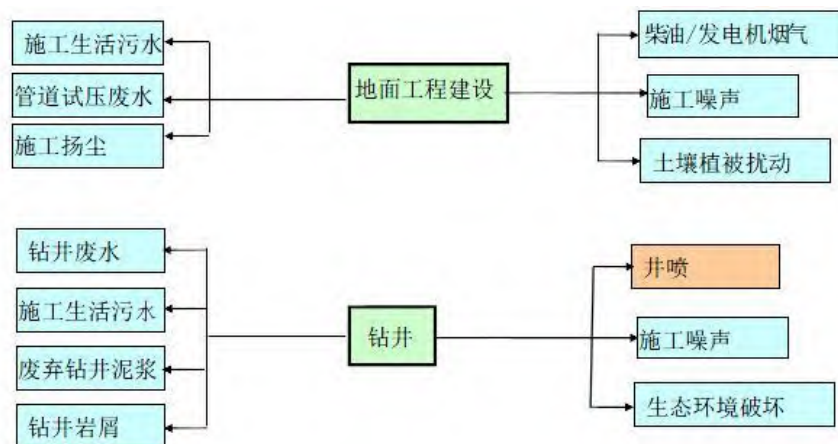 施工生活污水
管道试压废水
施工扬尘
地面工程建设
柴油/发电机烟气
施工噪声
土壤植被扰动
钻井废水
施工生活污水
废弃钻井泥浆
钻井岩屑
钻井
井喷
施工噪声
生态环境破坏